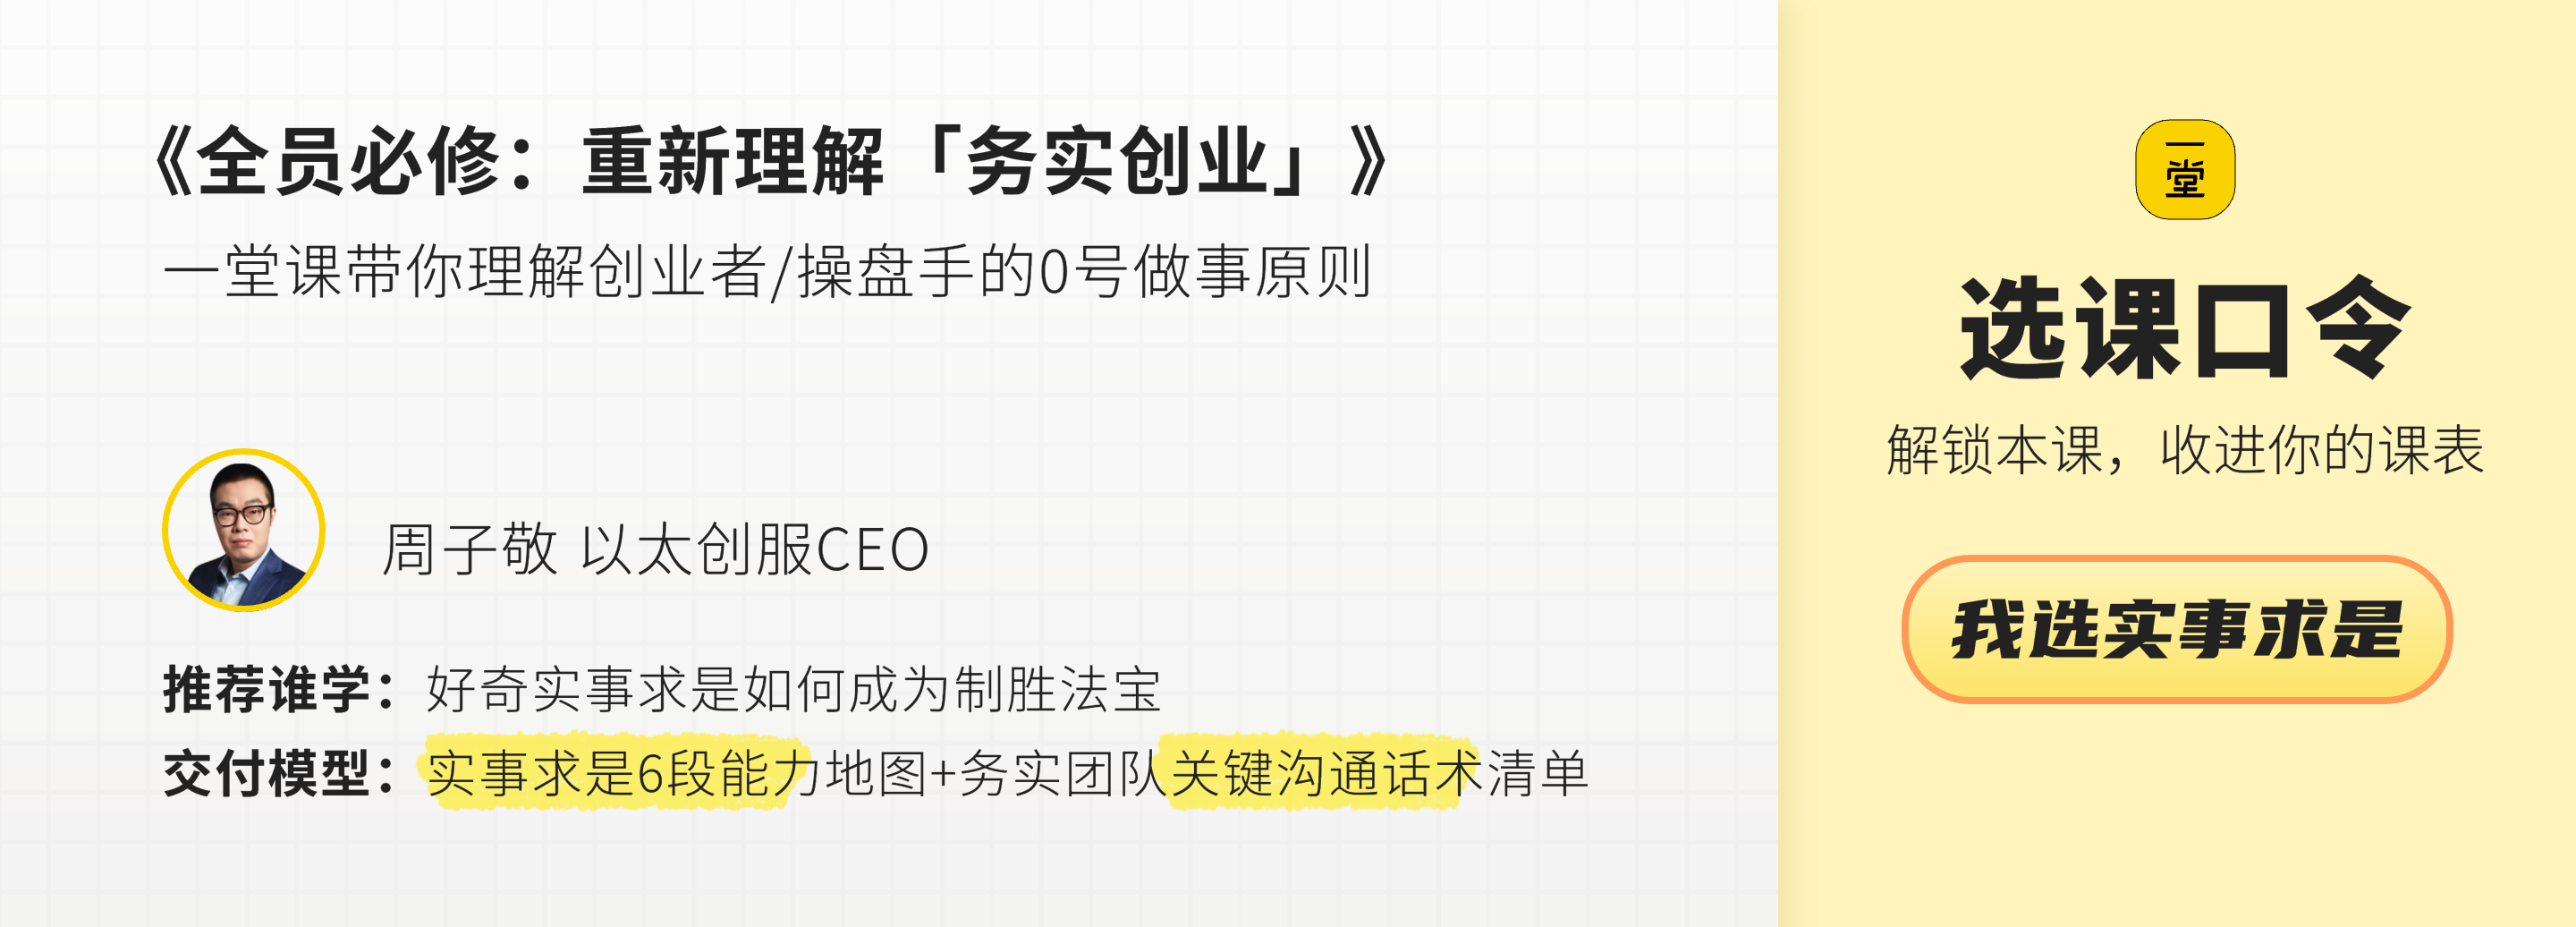 《全员必修：重新理解「务实创业」》
一堂课带你理解创业者/操盘手的0号做事原则
周子敬 以太创服CEO
推荐谁学：好奇实事求是如何成为制胜法宝
交付模型：实事求是6段能力地图+务实团队关键沟通话术清单
一堂
选课口令
解锁本课，收进你的课表
我选实事求是